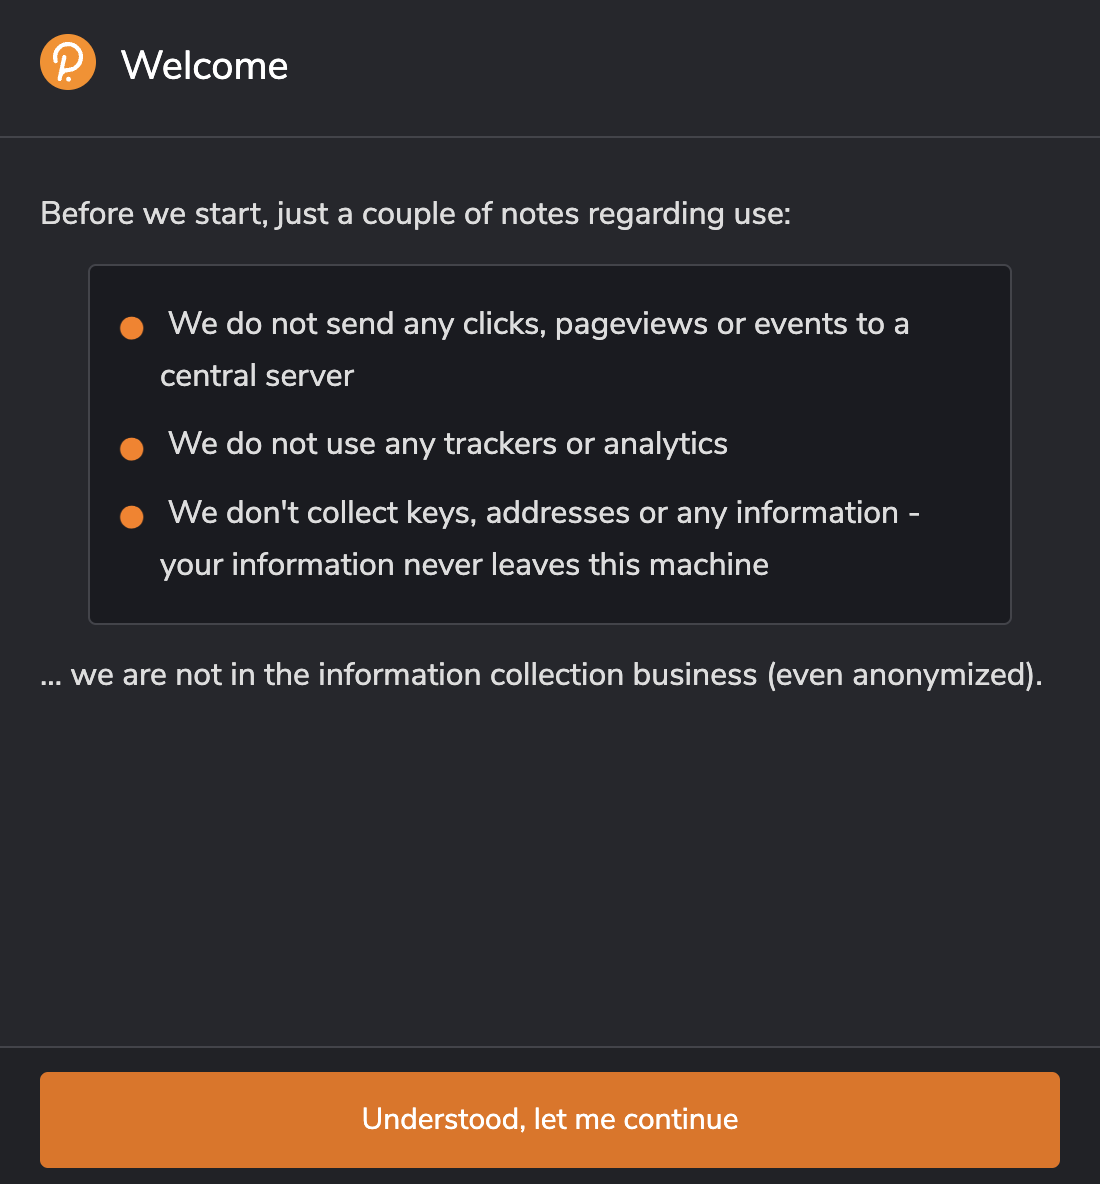 Welcome
Before we start, just a couple of notes regarding use:
We do not send any clicks, pageviews or events to a
central server
We do not use any trackers or analytics
We don't collect keys, addresses or any information -
your information never leaves this machine
... we are not in the information collection business (even anonymized).
Understood, let me continue